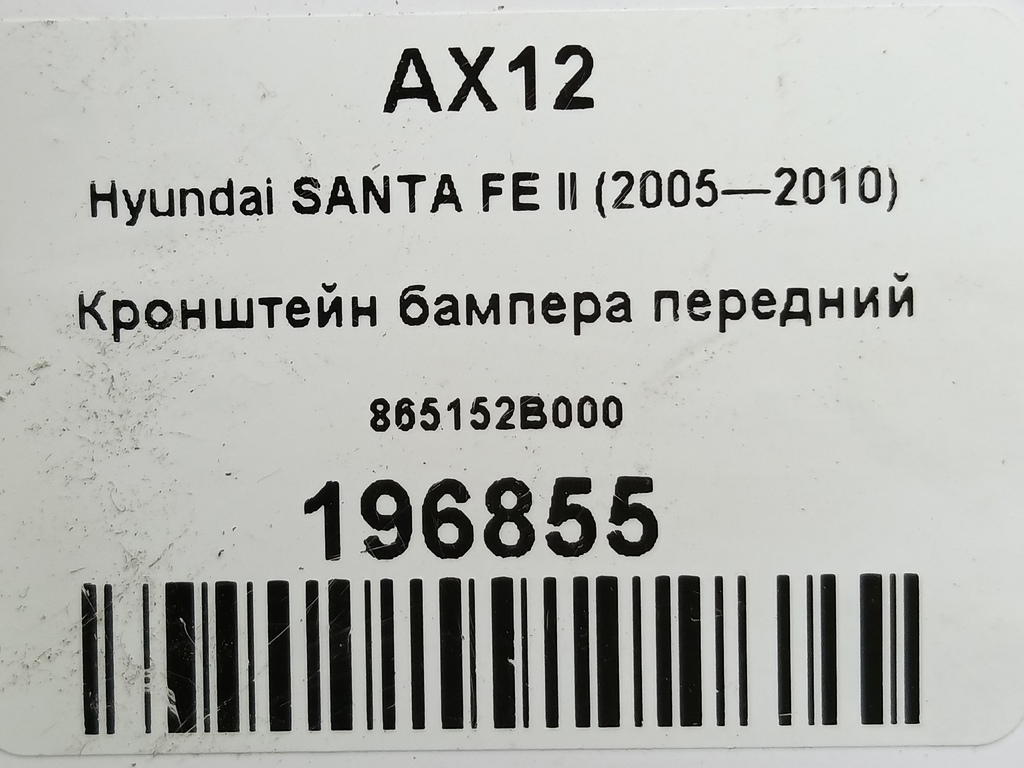 AX12
Hyundai SANTA FE II (2005—2010)
Кронштейн бампера передний
865152B000
196855